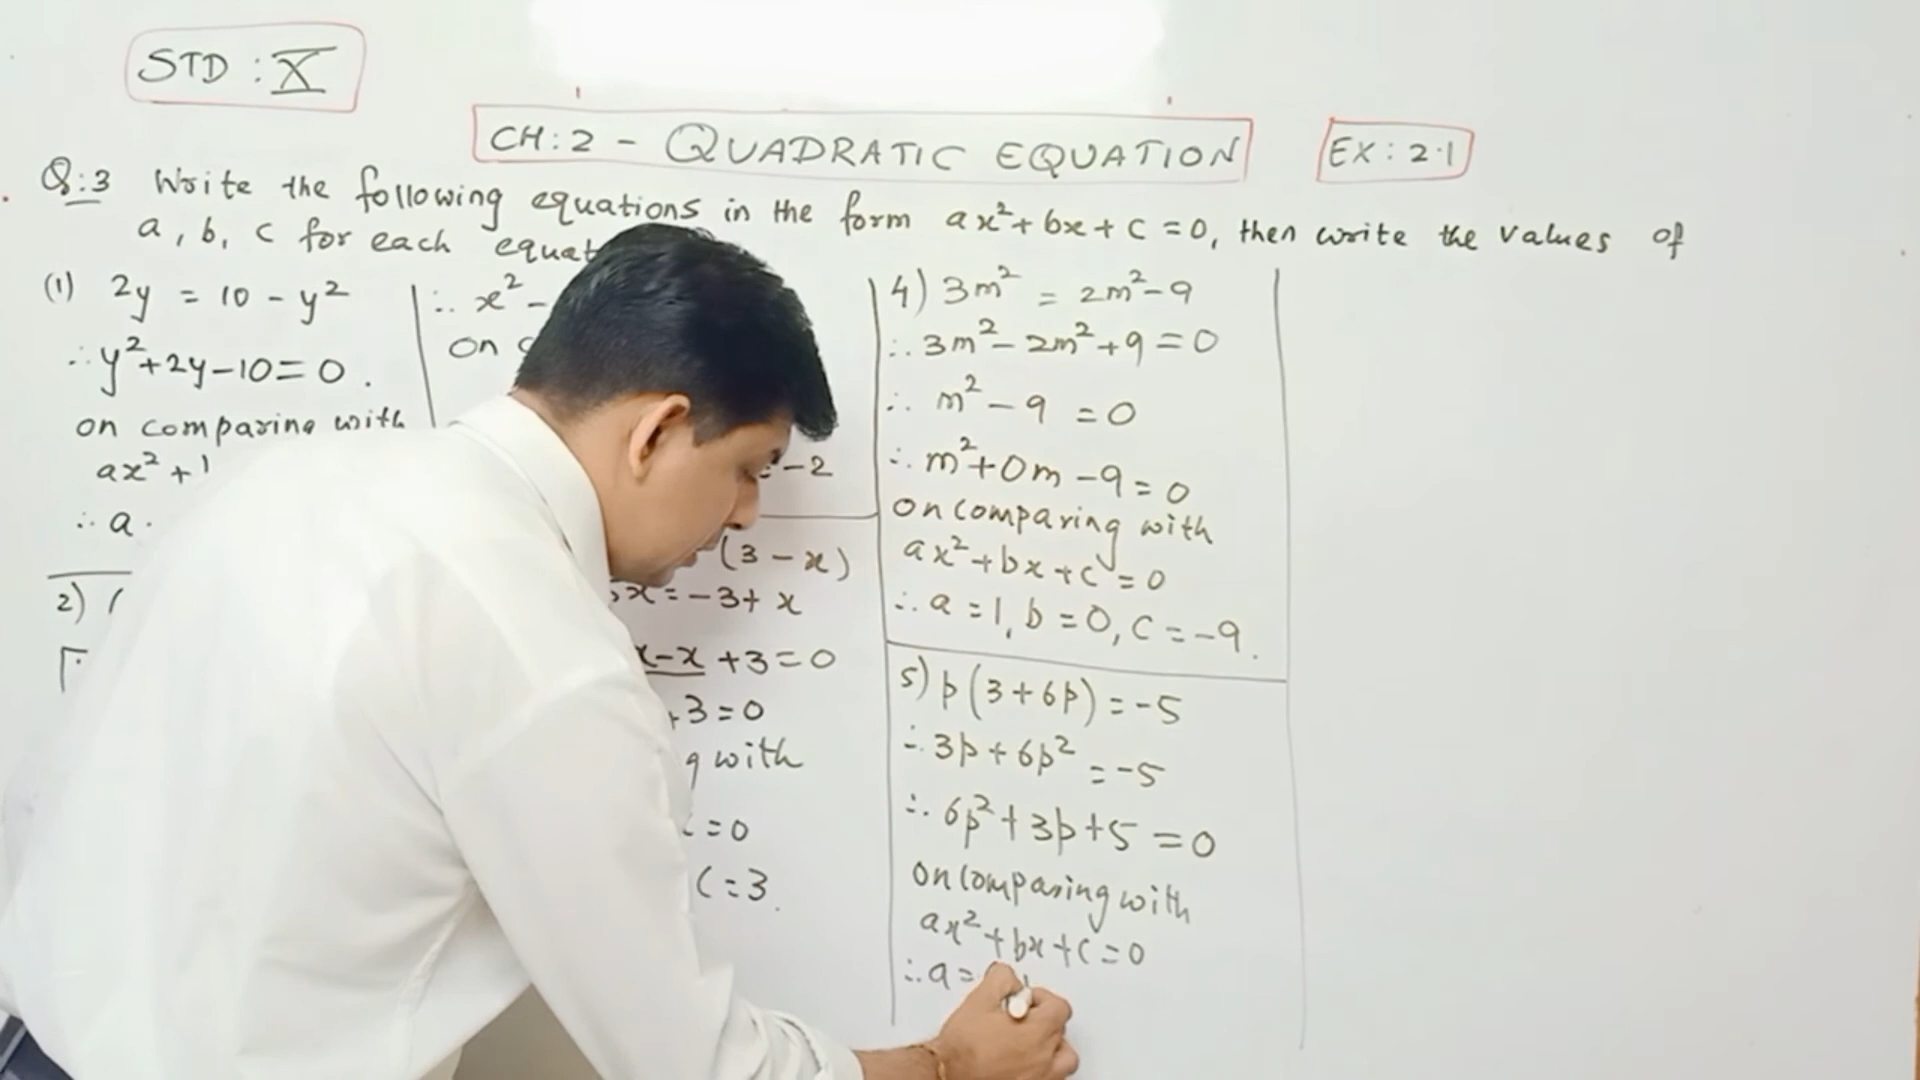 STD : X
CH:2 - QUADRATIC EQUATION
EX: 2.1
Q:3 Write the following equations in the form ax²+bx+c=0, then write the values of
a, b, c for each
(1) 2y = 10 - y²
∴ y²+2y-10=0.
on comparing with
ax² +
∴ a
2) (
∴ x² -
On
-2
(3 - x)
x = -3 + x
x - x + 3 = 0
+3=0
g with
c=0
C=3.
4) 3m² = 2m²-9
∴ 3m² - 2m² + 9 = 0
∴ m² - 9 = 0
∴ m²+0m -9=0
on comparing with
ax²+bx+c=0
∴ a=1, b=0, C=-9.
5) p(3+6p) = -5
∴ 3p+6p² = -5
∴ 6p²+3p+5 =0
on comparing with
ax²+bx+c=0
∴ a=